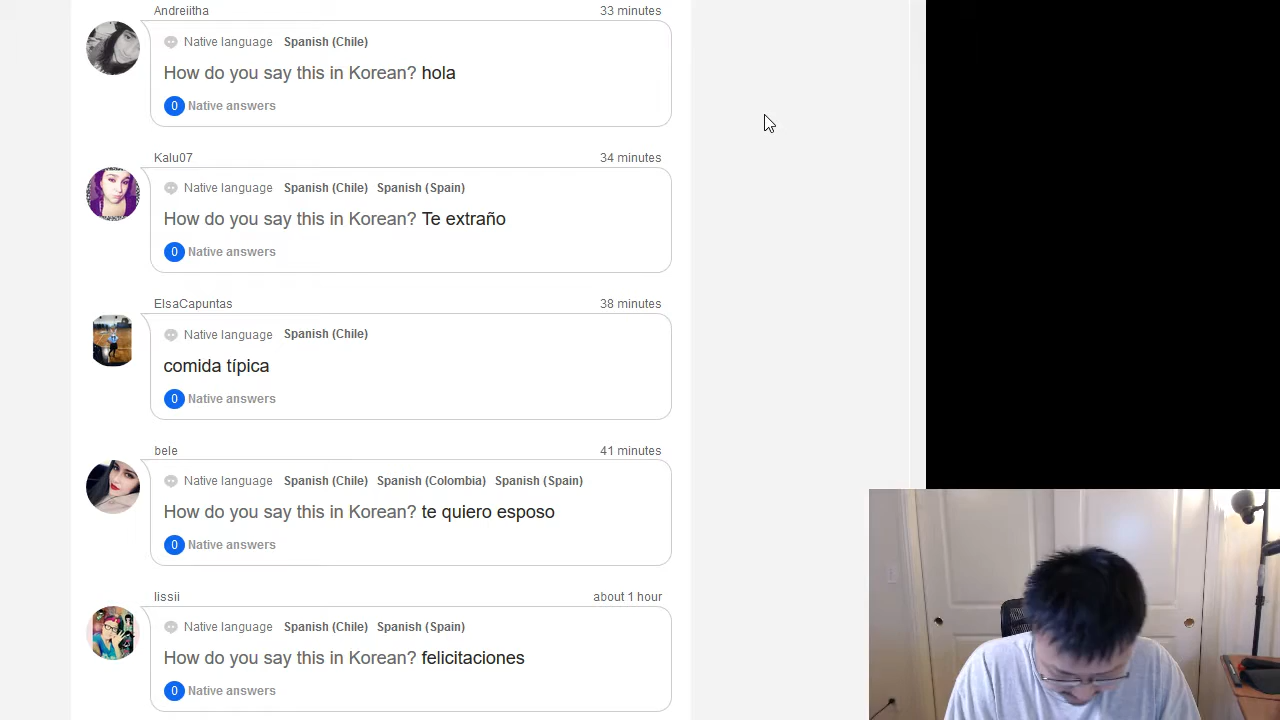 Andreiitha 33 minutes
Native language Spanish (Chile)
How do you say this in Korean? hola
0 Native answers
Kalu07 34 minutes
Native language Spanish (Chile) Spanish (Spain)
How do you say this in Korean? Te extraño
0 Native answers
ElsaCapuntas 38 minutes
Native language Spanish (Chile)
comida típica
0 Native answers
bele 41 minutes
Native language Spanish (Chile) Spanish (Colombia) Spanish (Spain)
How do you say this in Korean? te quiero esposo
0 Native answers
lissii about 1 hour
Native language Spanish (Chile) Spanish (Spain)
How do you say this in Korean? felicitaciones
0 Native answers